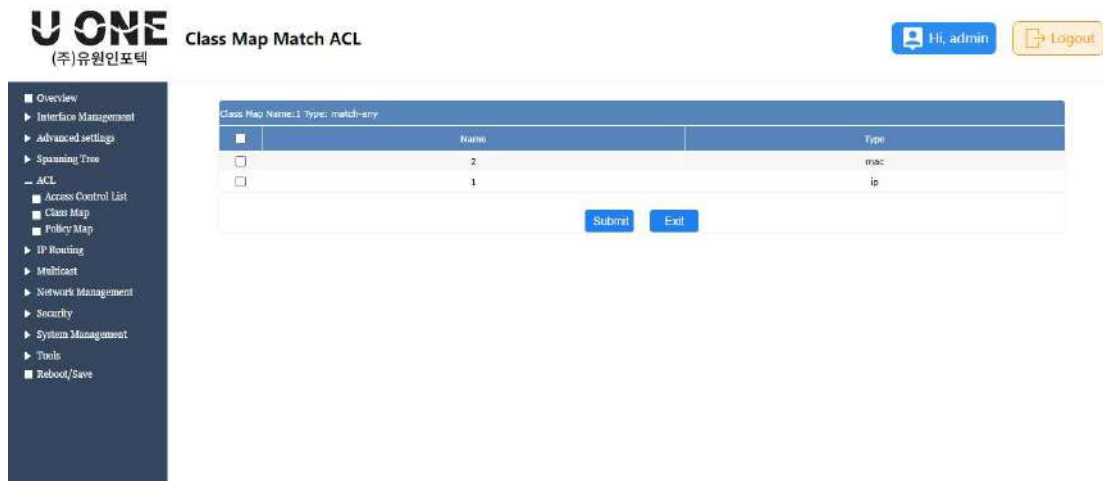 U ONE
(주)유원인포텍
Class Map Match ACL
Hi, admin
Logout
Overview
Interface Management
Advanced settings
Spanning Tree
ACL
Access Control List
Class Map
Policy Map
IP Routing
Multicast
Network Management
Security
System Management
Tools
Reboot/Save
Class Map Name:1 Type: match-any
Name Type
2 mac
1 ip
Submit Exit